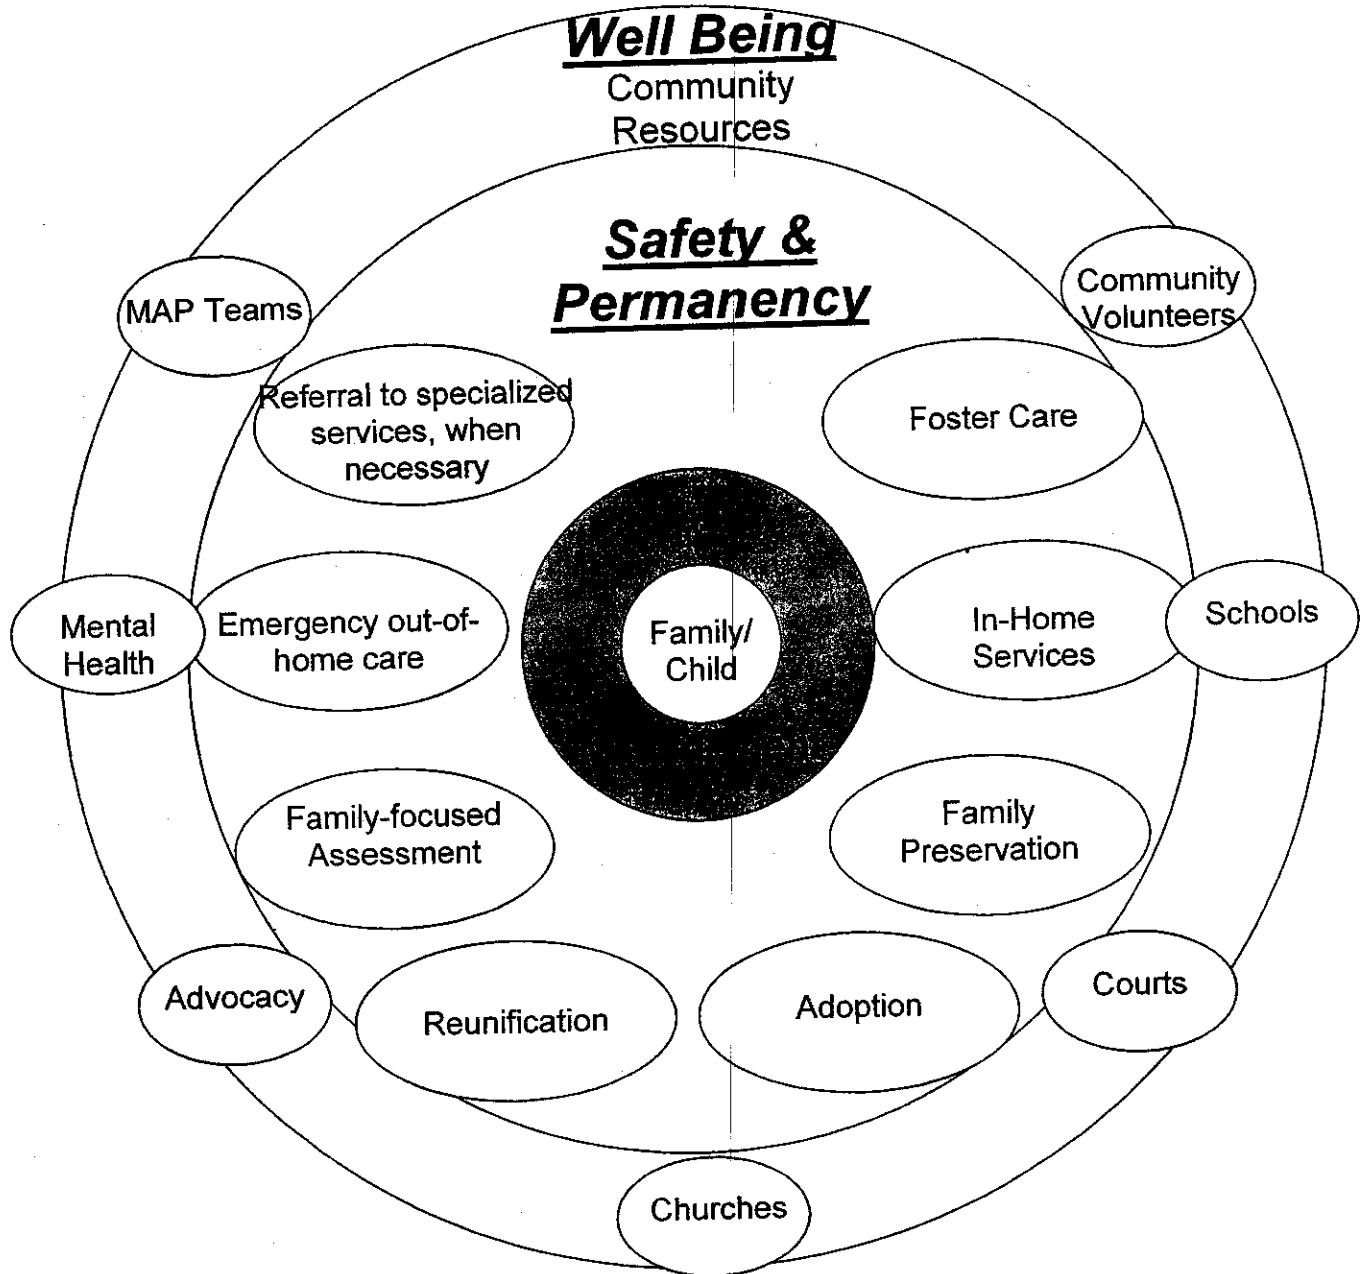 Well Being
Community
Resources
Safety &
Permanency
MAP Teams
Community
Volunteers
Referral to specialized
services, when
necessary
Foster Care
Mental
Health
Emergency out-of-
home care
Family/
Child
In-Home
Services
Schools
Family-focused
Assessment
Family
Preservation
Advocacy
Reunification
Adoption
Courts
Churches